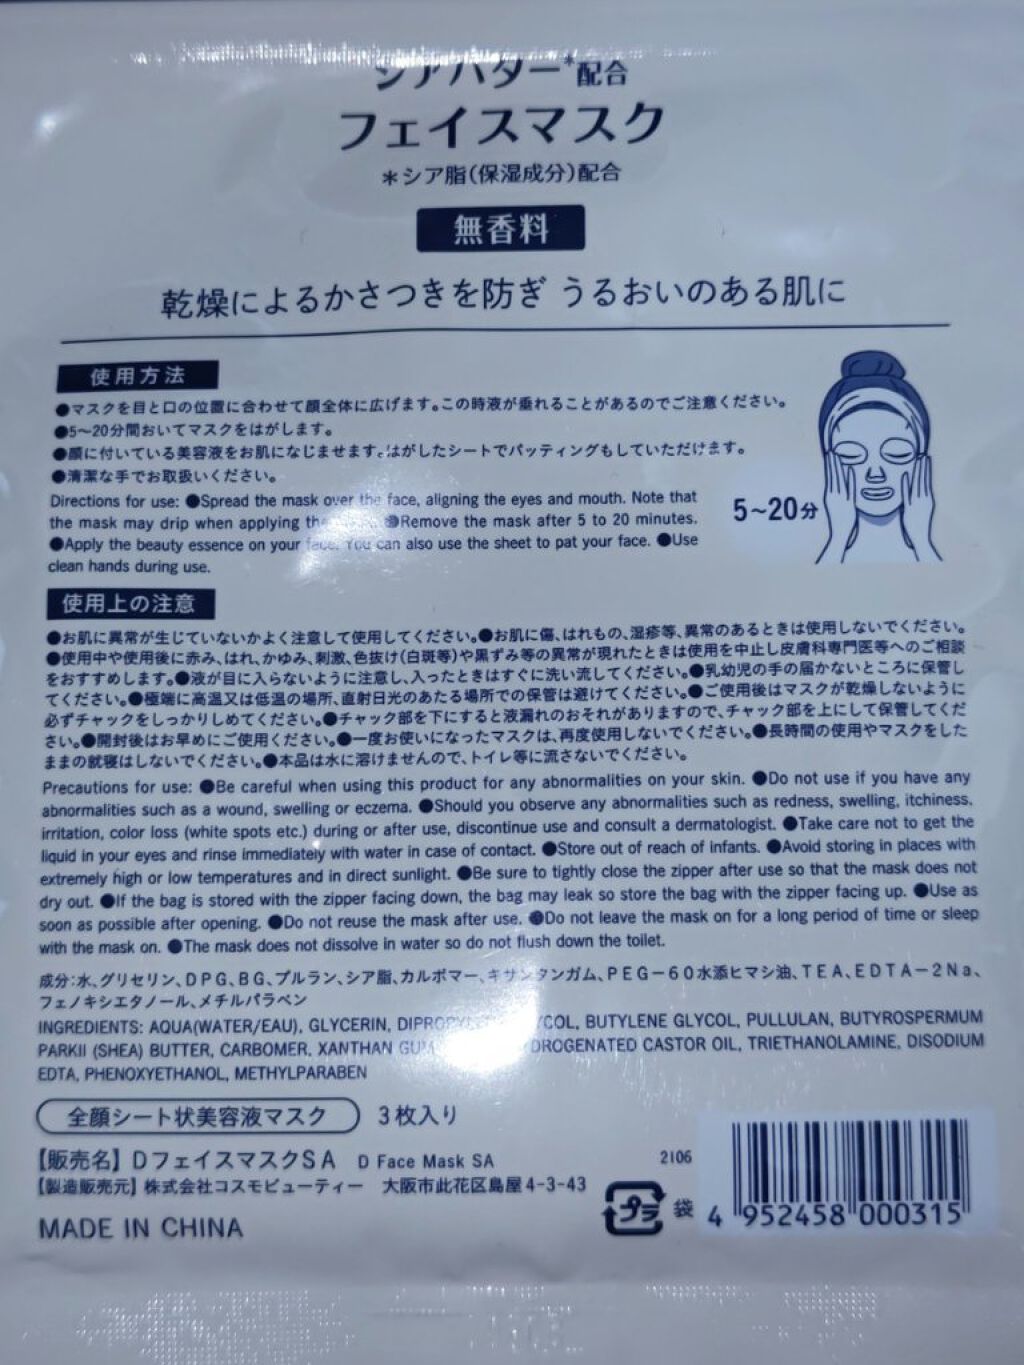 シアバター*配合
フェイスマスク
＊シア脂(保湿成分)配合
無香料
乾燥によるかさつきを防ぎ うるおいのある肌に
使用方法
●マスクを目と口の位置に合わせて顔全体に広げます。この時液が垂れることがあるのでご注意ください。
●5〜20分間おいてマスクをはがします。
●顔に付いている美容液をお肌になじませます。はがしたシートでパッティングもしていただけます。
●清潔な手でお取扱いください。
Directions for use: ●Spread the mask over the face, aligning the eyes and mouth. Note that
the mask may drip when applying the ●Remove the mask after 5 to 20 minutes.
●Apply the beauty essence on your face. You can also use the sheet to pat your face. ●Use
clean hands during use.
5〜20分
使用上の注意
●お肌に異常が生じていないかよく注意して使用してください。●お肌に傷、はれもの、湿疹等、異常のあるときは使用しないでください。
●使用中や使用後に赤み、はれ、かゆみ、刺激、色抜け(白斑等)や黒ずみ等の異常が現れたときは使用を中止し皮膚科専門医等へのご相談
をおすすめします。●液が目に入らないように注意し、入ったときはすぐに洗い流してください。●乳幼児の手の届かないところに保管し
てください。●極端に高温又は低温の場所、直射日光のあたる場所での保管は避けてください。●ご使用後はマスクが乾燥しないように
必ずチャックをしっかりしめてください。●チャック部を下にすると液漏れのおそれがありますので、チャック部を上にして保管してくだ
さい。●開封後はお早めにご使用ください。●一度お使いになったマスクは、再度使用しないでください。●長時間の使用やマスクをした
ままの就寝はしないでください。●本品は水に溶けませんので、トイレ等に流さないでください。
Precautions for use: ●Be careful when using this product for any abnormalities on your skin. ●Do not use if you have any
abnormalities such as a wound, swelling or eczema. ●Should you observe any abnormalities such as redness, swelling, itchiness,
irritation, color loss (white spots etc.) during or after use, discontinue use and consult a dermatologist. ●Take care not to get the
liquid in your eyes and rinse immediately with water in case of contact. ●Store out of reach of infants. ●Avoid storing in places with
extremely high or low temperatures and in direct sunlight. ●Be sure to tightly close the zipper after use so that the mask does not
dry out. ●If the bag is stored with the zipper facing down, the bag may leak so store the bag with the zipper facing up. ●Use as
soon as possible after opening. ●Do not reuse the mask after use. ●Do not leave the mask on for a long period of time or sleep
with the mask on. ●The mask does not dissolve in water so do not flush down the toilet.
成分:水、グリセリン、DPG、BG、プルラン、シア脂、カルボマー、キサンタンガム、PEG－60水添ヒマシ油、TEA、EDTA－2Na、
フェノキシエタノール、メチルパラベン
INGREDIENTS: AQUA(WATER/EAU), GLYCERIN, BUTYLENE GLYCOL, PULLULAN, BUTYROSPERMUM
PARKII (SHEA) BUTTER, CARBOMER, XANTHAN CASTOR OIL, TRIETHANOLAMINE, DISODIUM
EDTA, PHENOXYETHANOL, METHYLPARABEN
全顔シート状美容液マスク 3枚入り
【販売名】DフェイスマスクSA D Face Mask SA 2106
【製造販売元】株式会社コスモビューティー 大阪市此花区島屋4-3-43
プラ 袋
MADE IN CHINA
4 952458 000315